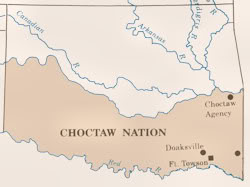 Canadian
R
Arkansas
R.
R
Choctaw
Agency
CHOCTAW NATION
Doaksville
Ft. Towson
Red
R